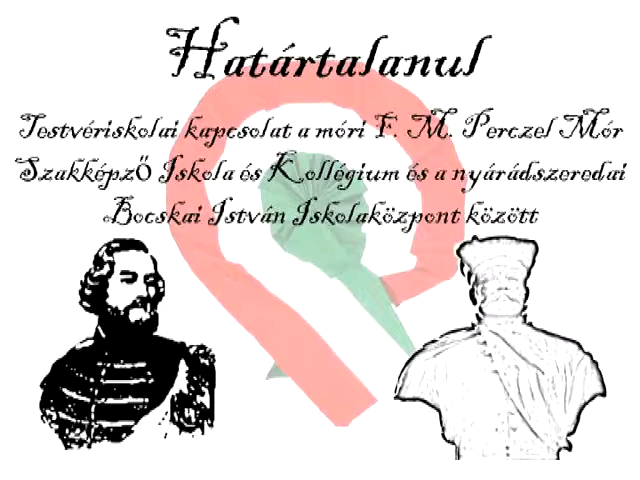 Határtalanul
Testvériskolai kapcsolat a móri F. M. Perczel Mór
Szakképző Iskola és Kollégium és a nyárádszeredai
Bocskai István Iskolaközpont között